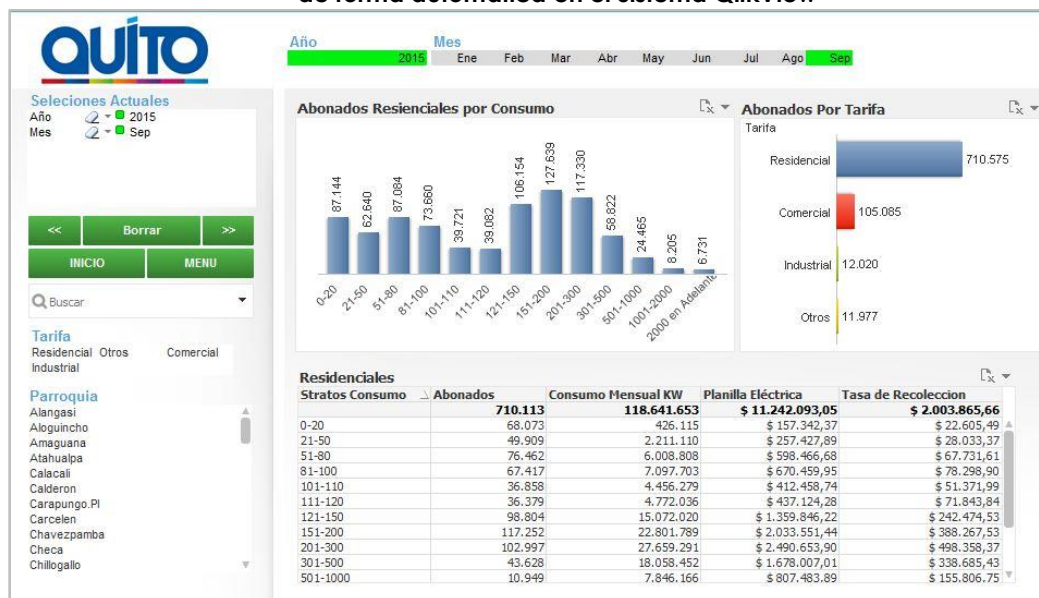 de forma automática en el sistema QlikView
QUITO
Año
Mes
2015
Ene Feb Mar Abr May Jun Jul Ago Sep
Seleciones Actuales
Año 2015
Mes Sep
<< Borrar >>
INICIO MENU
Buscar
Tarifa
Residencial Otros Comercial
Industrial
Parroquia
Alangasi
Aloguincho
Amaguana
Atahualpa
Calacali
Calderon
Carapungo.Pl
Carcelen
Chavezpamba
Checa
Chillogallo
Abonados Resienciales por Consumo
87.144
62.640
87.084
73.660
39.721
39.082
106.154
127.639
117.330
58.822
24.465
8.205
6.731
0-20
21-50
51-80
81-100
101-110
111-120
121-150
151-200
201-300
301-500
501-1000
1001-2000
2000 en Adelante
Abonados Por Tarifa
Tarifa
Residencial 710.575
Comercial 105.085
Industrial 12.020
Otros 11.977
Residenciales
Stratos Consumo Abonados Consumo Mensual KW Planilla Eléctrica Tasa de Recoleccion
710.113 118.641.653 $ 11.242.093,05 $ 2.003.865,66
0-20 68.073 426.115 $ 157.342,37 $ 22.605,49
21-50 49.909 2.211.110 $ 257.427,89 $ 28.033,37
51-80 76.462 6.008.808 $ 598.466,68 $ 67.731,61
81-100 67.417 7.097.703 $ 670.459,95 $ 78.298,90
101-110 36.858 4.456.279 $ 412.458,74 $ 51.371,99
111-120 36.379 4.772.036 $ 437.124,28 $ 71.843,84
121-150 98.804 15.072.020 $ 1.359.846,22 $ 242.474,53
151-200 117.252 22.801.789 $ 2.033.551,44 $ 388.267,53
201-300 102.997 27.659.291 $ 2.490.653,90 $ 498.358,37
301-500 43.628 18.058.452 $ 1.678.007,01 $ 338.685,43
501-1000 10.949 7.846.166 $ 807.483,89 $ 155.806,75